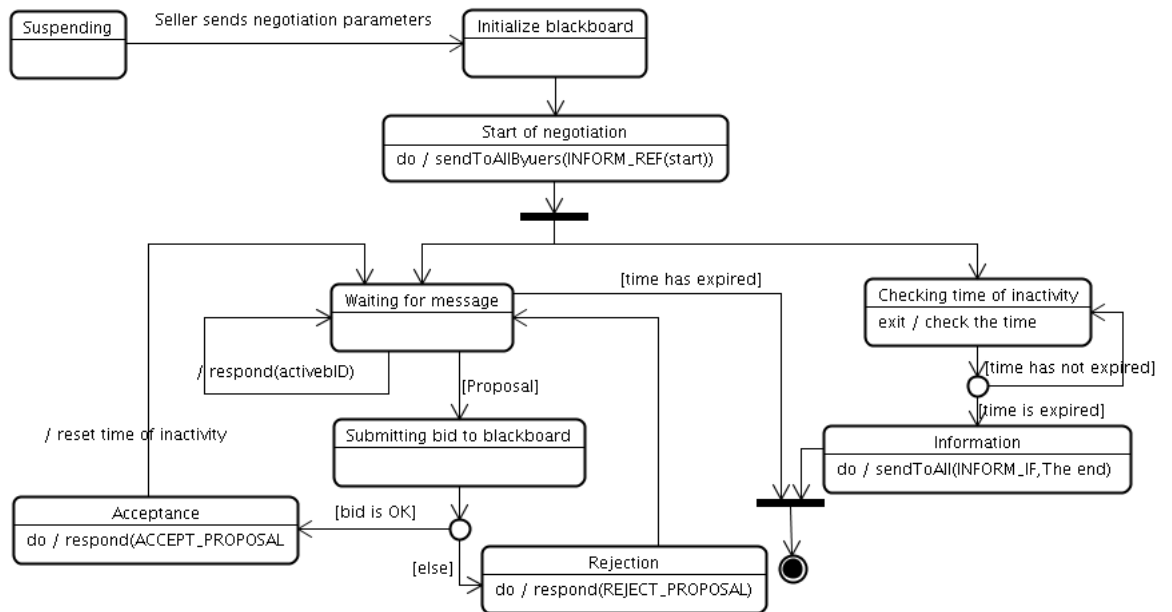 Suspending
Seller sends negotiation parameters
Initialize blackboard
Start of negotiation
do / sendToAllByuers(INFORM_REF(start))
[time has expired]
Waiting for message
Checking time of inactivity
exit / check the time
/ respond(activebID)
[Proposal]
[time has not expired]
[time is expired]
/ reset time of inactivity
Submitting bid to blackboard
Information
do / sendToAll(INFORM_IF,The end)
Acceptance
do / respond(ACCEPT_PROPOSAL
[bid is OK]
[else]
Rejection
do / respond(REJECT_PROPOSAL)